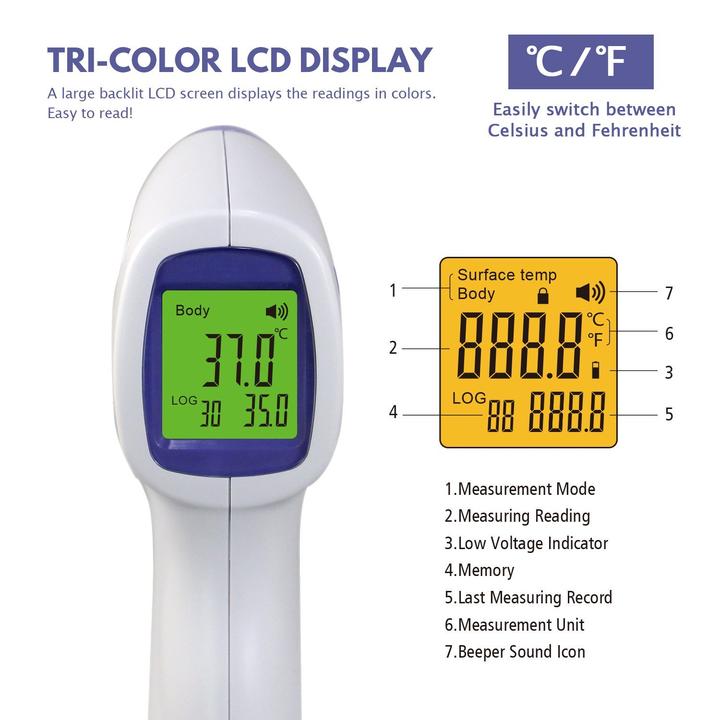 TRI-COLOR LCD DISPLAY
A large backlit LCD screen displays the readings in colors.
Easy to read!
℃/℉
Easily switch between
Celsius and Fehrenheit
Body
37.0 ℃
LOG 30 35.0
Surface temp
Body
888.8 ℃
℉
LOG 88 888.8
1
2
4
7
6
3
5
1.Measurement Mode
2.Measuring Reading
3.Low Voltage Indicator
4.Memory
5.Last Measuring Record
6.Measurement Unit
7.Beeper Sound Icon